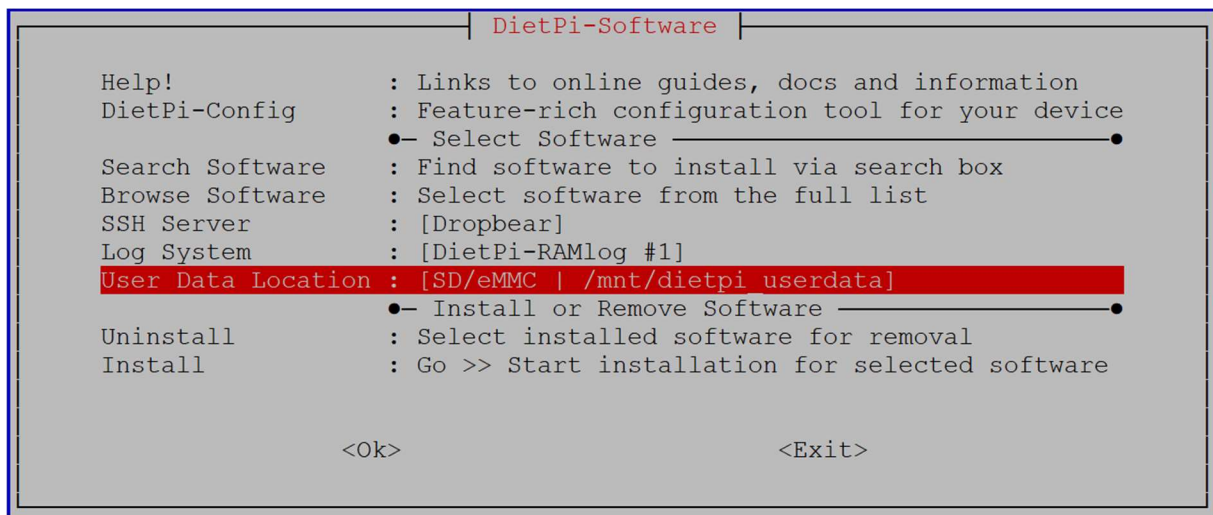 DietPi-Software
Help! : Links to online guides, docs and information
DietPi-Config : Feature-rich configuration tool for your device
●─ Select Software ─●
Search Software : Find software to install via search box
Browse Software : Select software from the full list
SSH Server : [Dropbear]
Log System : [DietPi-RAMlog #1]
User Data Location : [SD/eMMC | /mnt/dietpi_userdata]
●─ Install or Remove Software ─●
Uninstall : Select installed software for removal
Install : Go >> Start installation for selected software
<Ok> <Exit>